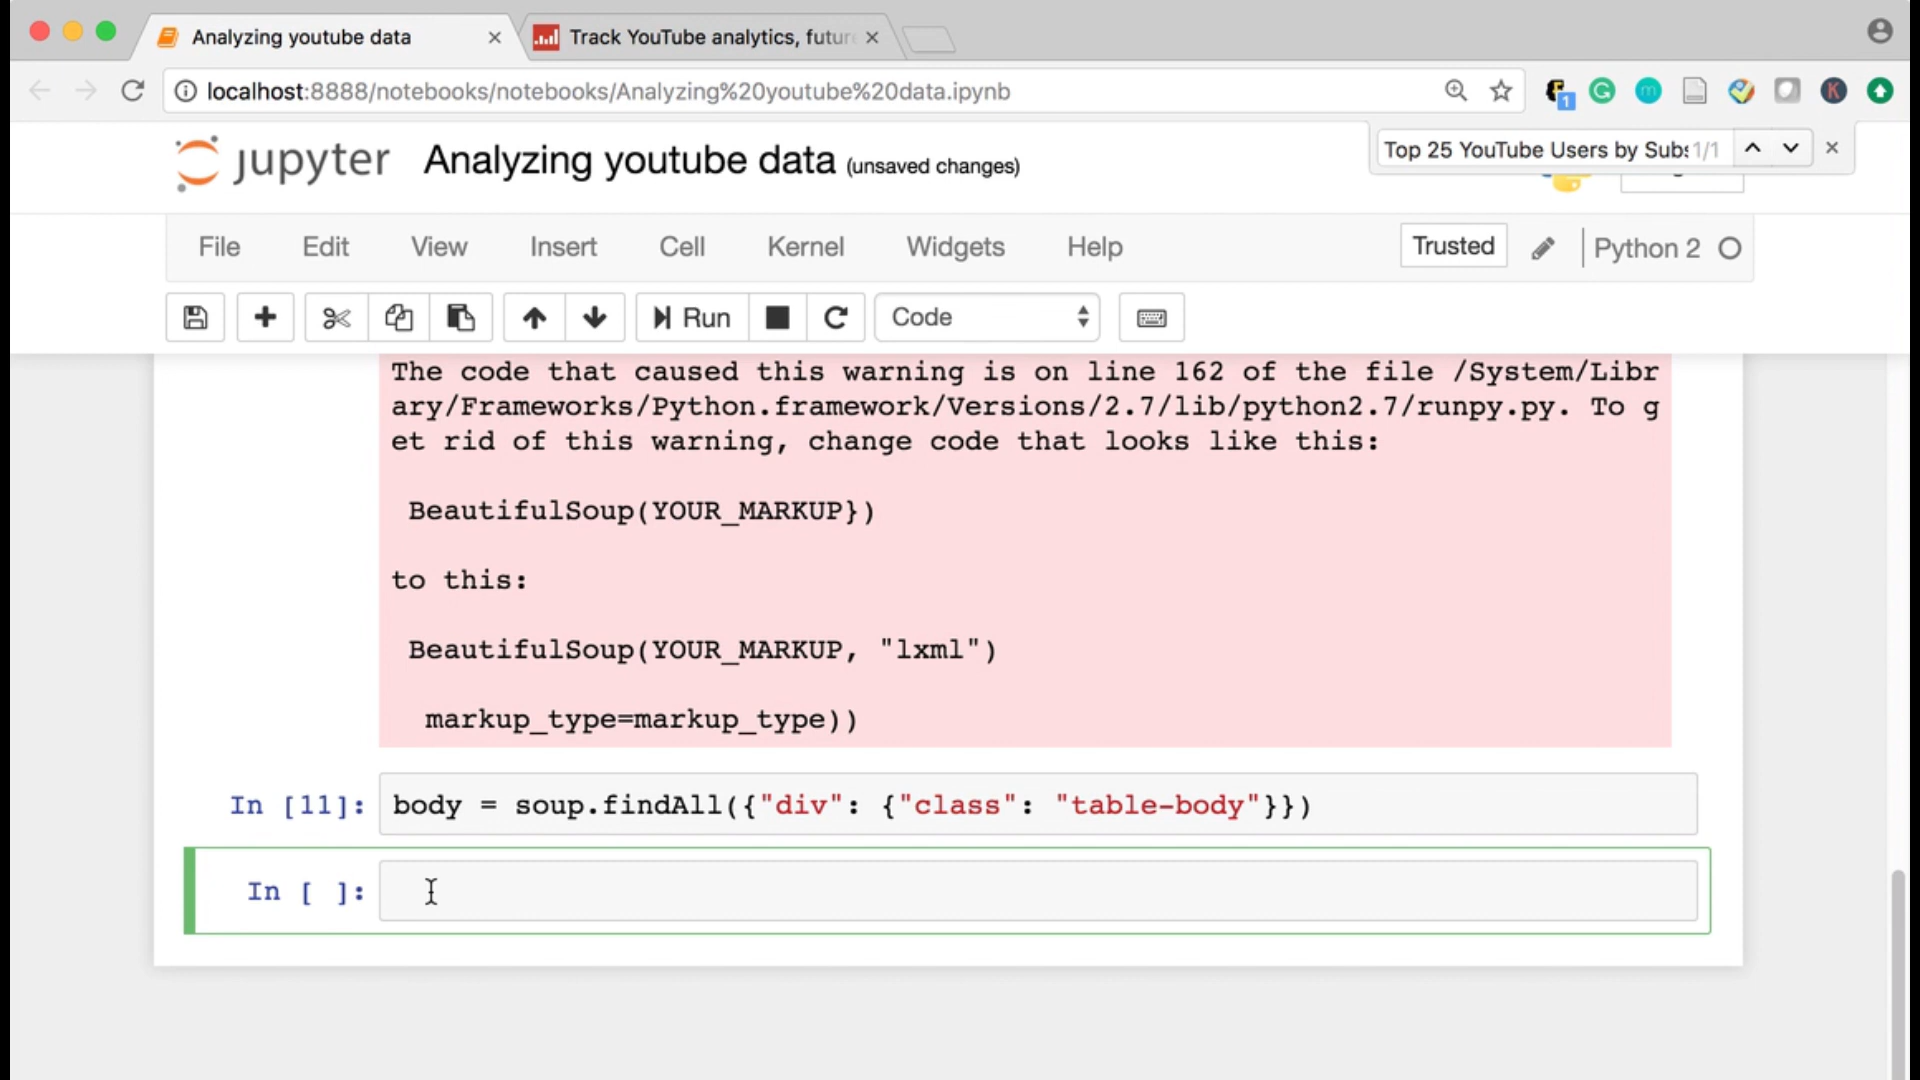 Analyzing youtube data
Track YouTube analytics, futur
localhost:8888/notebooks/notebooks/Analyzing%20youtube%20data.ipynb
1
K
jupyter Analyzing youtube data (unsaved changes)
Top 25 YouTube Users by Subs 1/1
File Edit View Insert Cell Kernel Widgets Help
Trusted
Python 2
Run
Code
The code that caused this warning is on line 162 of the file /System/Libr
ary/Frameworks/Python.framework/Versions/2.7/lib/python2.7/runpy.py. To g
et rid of this warning, change code that looks like this:
BeautifulSoup(YOUR_MARKUP})
to this:
BeautifulSoup(YOUR_MARKUP, "lxml")
markup_type=markup_type))
In [11]: body = soup.findAll({"div": {"class": "table-body"}})
In [ ]: